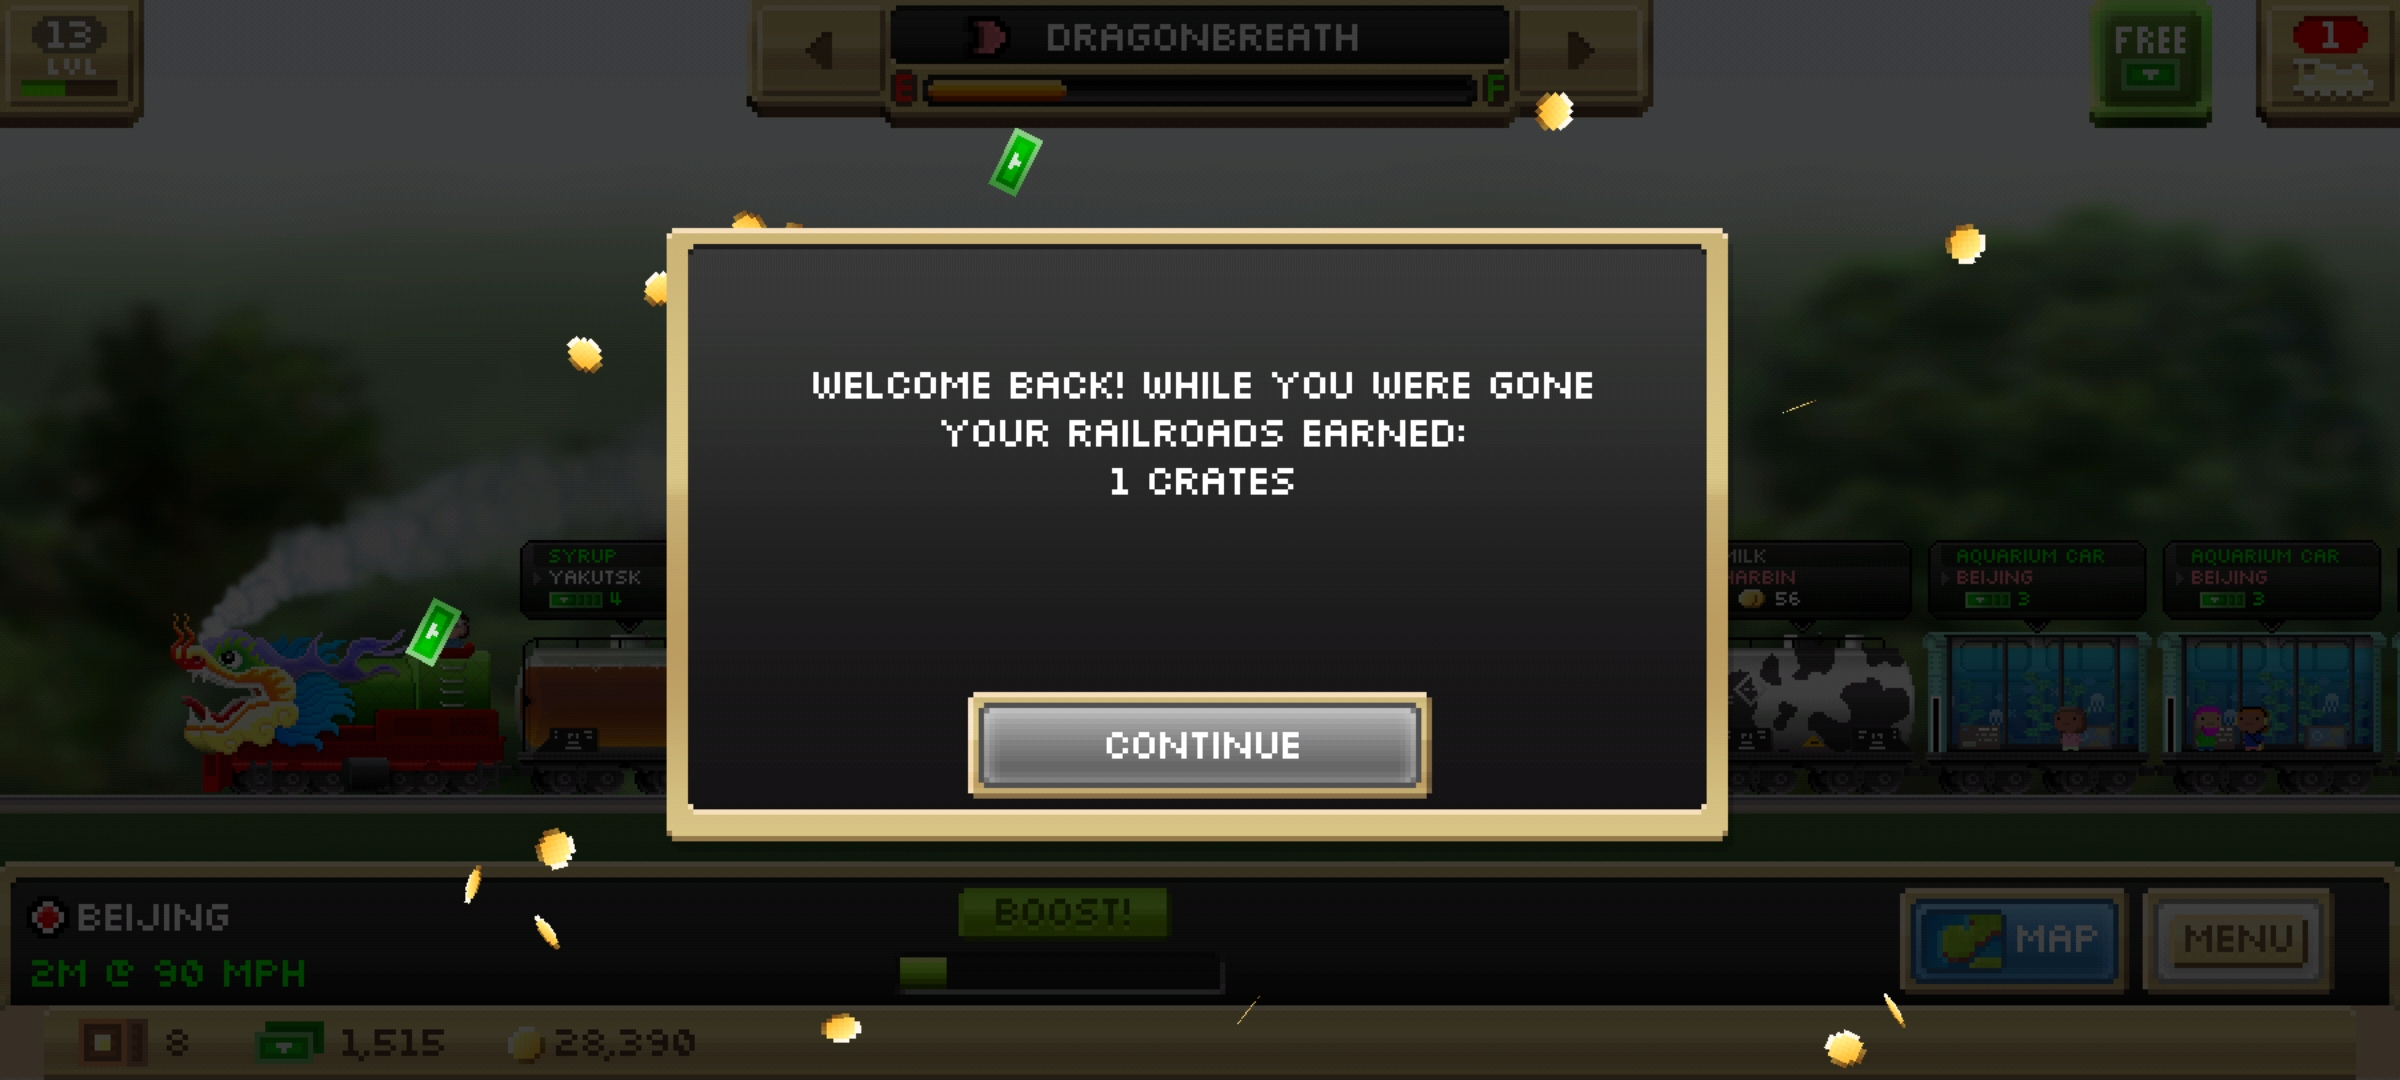 13
LVL
DRAGONBREATH
E
F
FREE
1
WELCOME BACK! WHILE YOU WERE GONE
YOUR RAILROADS EARNED:
1 CRATES
SYRUP
YAKUTSK
4
MILK
HARBIN
56
AQUARIUM CAR
BEIJING
3
AQUARIUM CAR
BEIJING
3
CONTINUE
BEIJING
2M @ 90 MPH
BOOST!
MAP
MENU
8
1,515
28,390